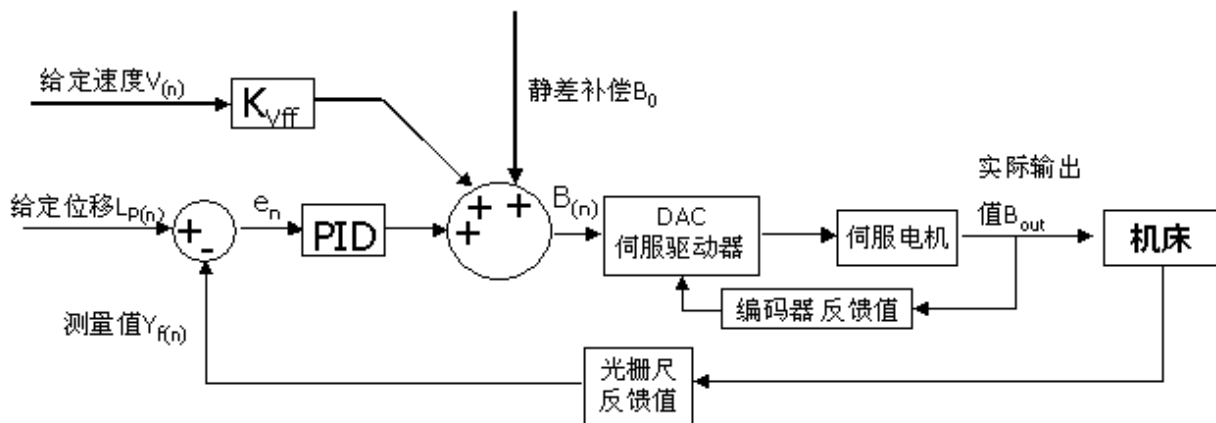 给定速度V(n)
KVff
静差补偿B0
给定位移LP(n)
+
-
en
PID
+
+
+
B(n)
DAC
伺服驱动器
伺服电机
实际输出
值Bout
机床
编码器反馈值
测量值Yf(n)
光栅尺
反馈值